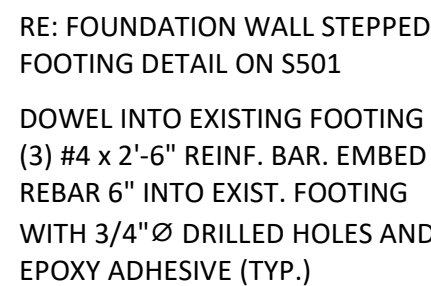 RE: FOUNDATION WALL STEPPED
FOOTING DETAIL ON S501
DOWEL INTO EXISTING FOOTING
(3) #4 x 2'-6" REINF. BAR. EMBED
REBAR 6" INTO EXIST. FOOTING
WITH 3/4"∅ DRILLED HOLES AND
EPOXY ADHESIVE (TYP.)